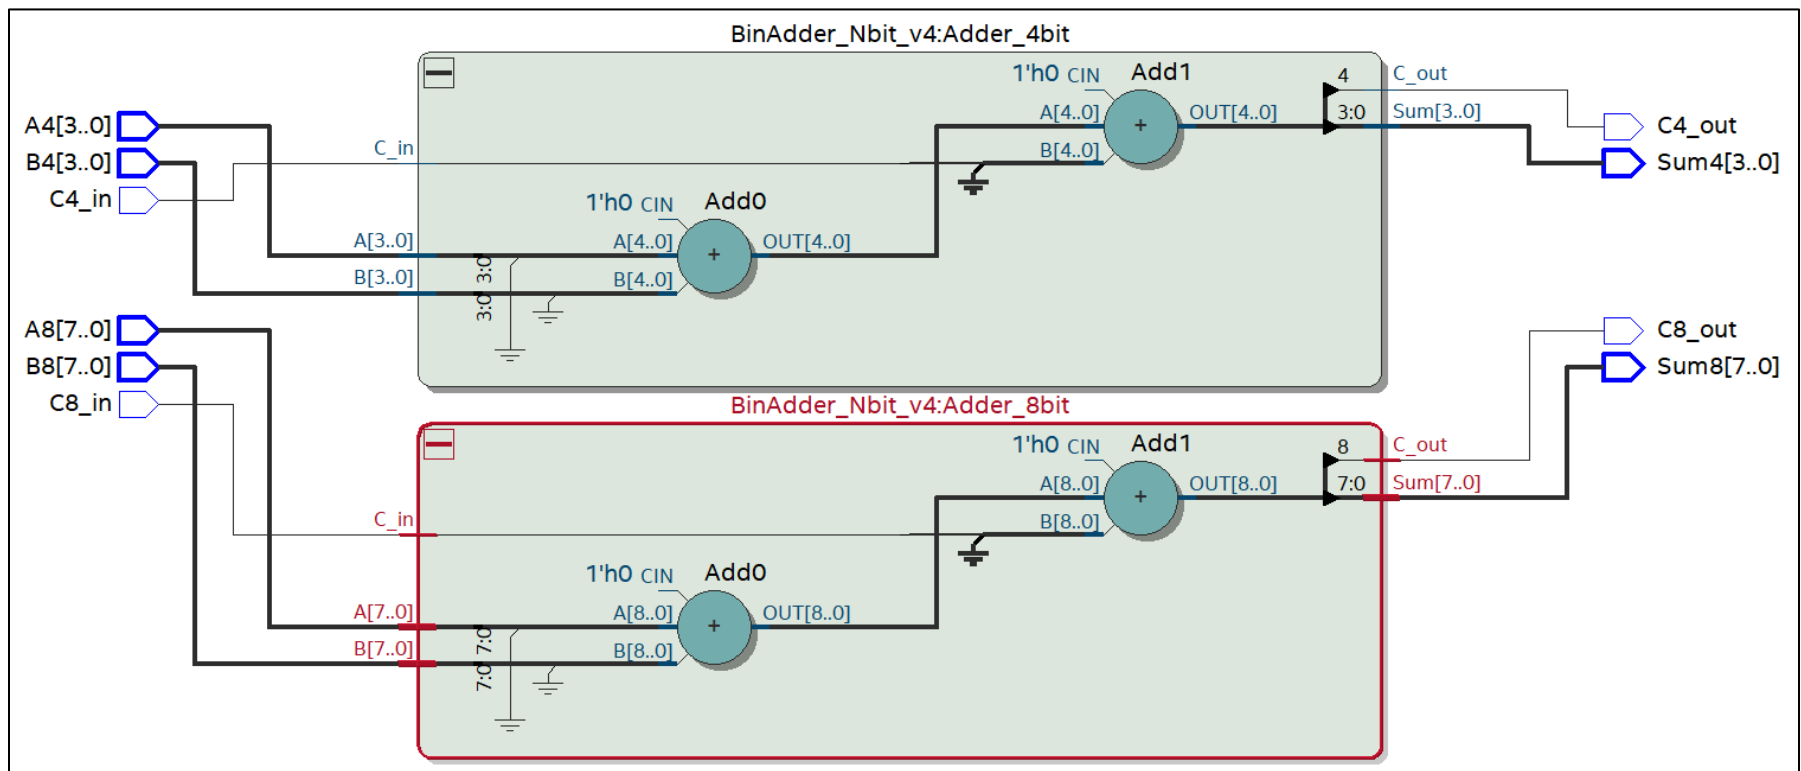 BinAdder_Nbit_v4:Adder_4bit
1'h0 CIN
Add1
4
C_out
A4[3..0]
A[4..0]
OUT[4..0]
3:0
Sum[3..0]
C4_out
B4[3..0]
C_in
B[4..0]
Sum4[3..0]
C4_in
1'h0 CIN
Add0
A[3..0]
3:0
A[4..0]
OUT[4..0]
B[3..0]
3:0
B[4..0]
A8[7..0]
C8_out
B8[7..0]
Sum8[7..0]
C8_in
BinAdder_Nbit_v4:Adder_8bit
1'h0 CIN
Add1
8
C_out
A[8..0]
OUT[8..0]
7:0
Sum[7..0]
C_in
B[8..0]
1'h0 CIN
Add0
A[7..0]
7:0
A[8..0]
OUT[8..0]
B[7..0]
7:0
B[8..0]